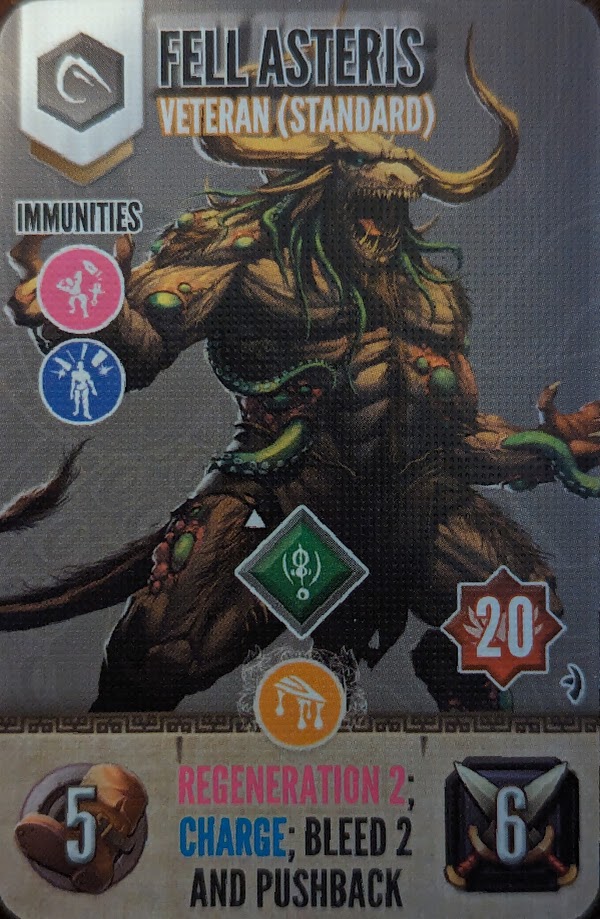 FELL ASTERIS
VETERAN (STANDARD)
IMMUNITIES
20
5
REGENERATION 2;
CHARGE; BLEED 2
AND PUSHBACK
6